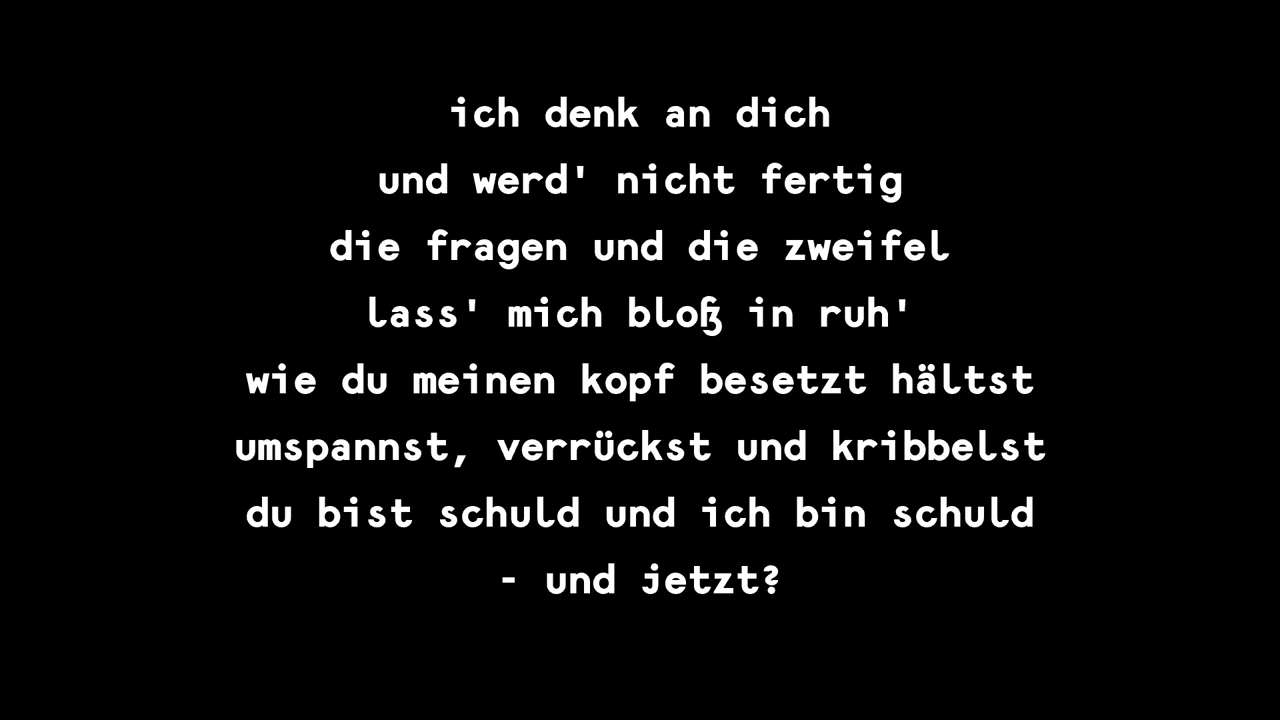 ich denk an dich
und werd' nicht fertig
die fragen und die zweifel
lass' mich bloß in ruh'
wie du meinen kopf besetzt hältst
umspannst, verrückst und kribbelst
du bist schuld und ich bin schuld
- und jetzt?